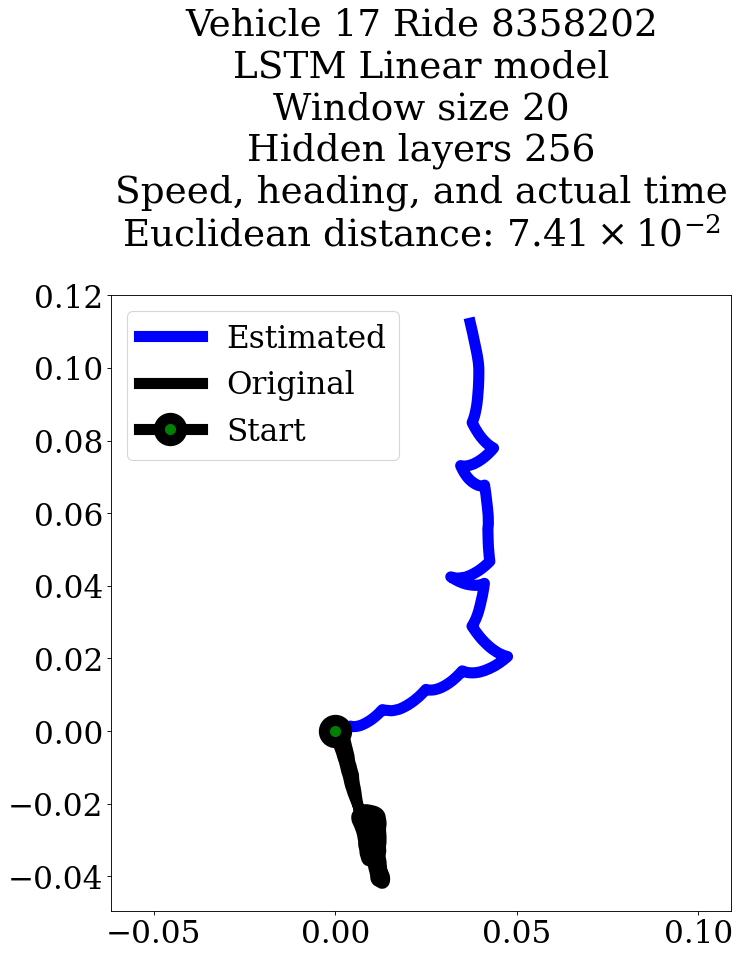 Vehicle 17 Ride 8358202
LSTM Linear model
Window size 20
Hidden layers 256
Speed, heading, and actual time
Euclidean distance: 7.41 × 10⁻²
0.12
0.10
0.08
0.06
0.04
0.02
0.00
−0.02
−0.04
Estimated
Original
Start
−0.05
0.00
0.05
0.10